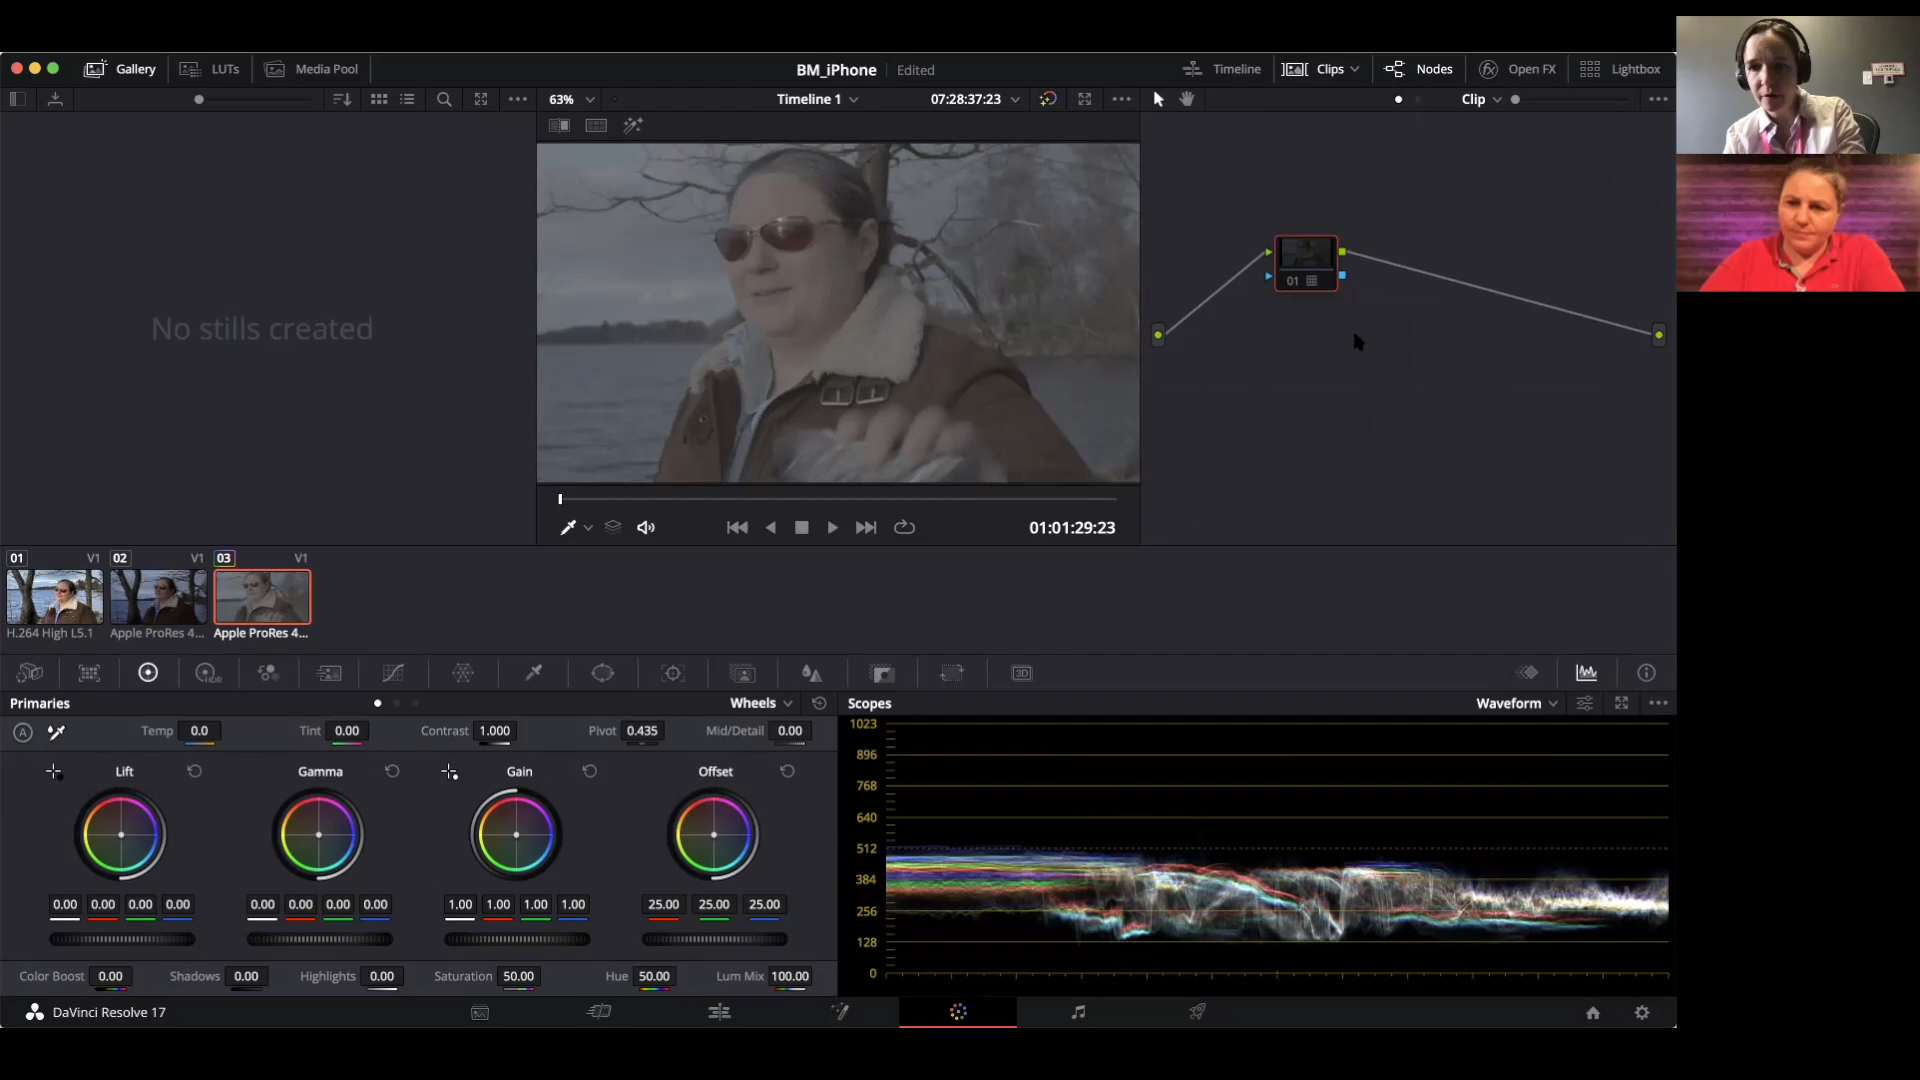 Gallery
LUTs
Media Pool
BM_iPhone
Edited
Timeline
Clips
Nodes
Open FX
Lightbox
63%
Timeline 1
07:28:37:23
Clip
No stills created
01
01:01:29:23
01 V1
02 V1
03 V1
H.264 High L5.1
Apple ProRes 4...
Apple ProRes 4...
HDR
3D
Primaries
Wheels
Scopes
Waveform
A
Temp 0.0
Tint 0.00
Contrast 1.000
Pivot 0.435
Mid/Detail 0.00
Lift
Gamma
Gain
Offset
0.00 0.00 0.00 0.00
0.00 0.00 0.00 0.00
1.00 1.00 1.00 1.00
25.00 25.00 25.00
Color Boost 0.00
Shadows 0.00
Highlights 0.00
Saturation 50.00
Hue 50.00
Lum Mix 100.00
1023
896
768
640
512
384
256
128
0
DaVinci Resolve 17